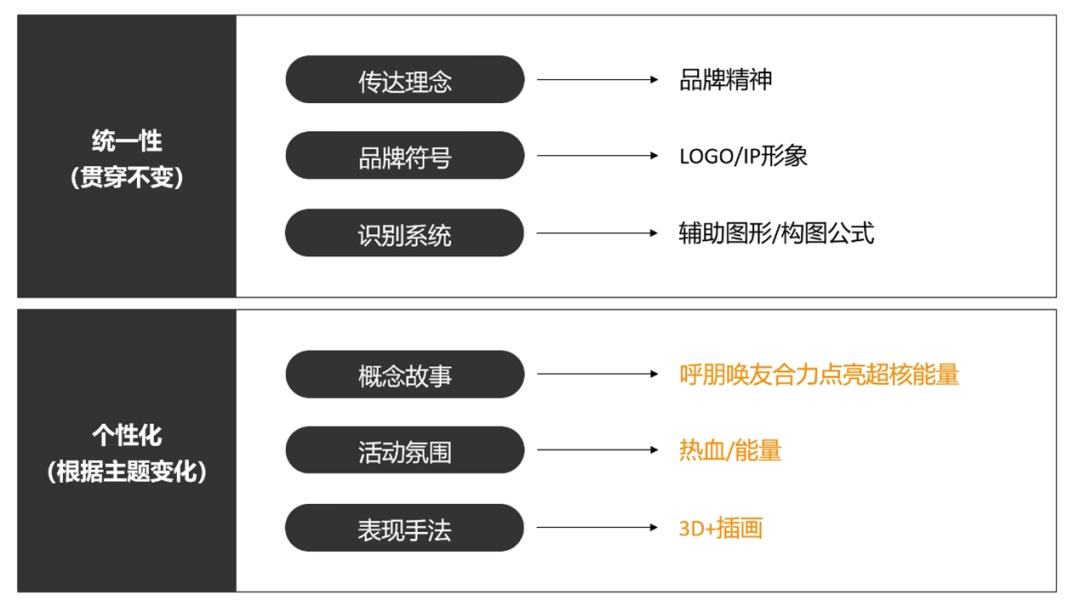 统一性
（贯穿不变）
传达理念
品牌精神
品牌符号
LOGO/IP形象
识别系统
辅助图形/构图公式
个性化
（根据主题变化）
概念故事
呼朋唤友合力点亮超核能量
活动氛围
热血/能量
表现手法
3D+插画